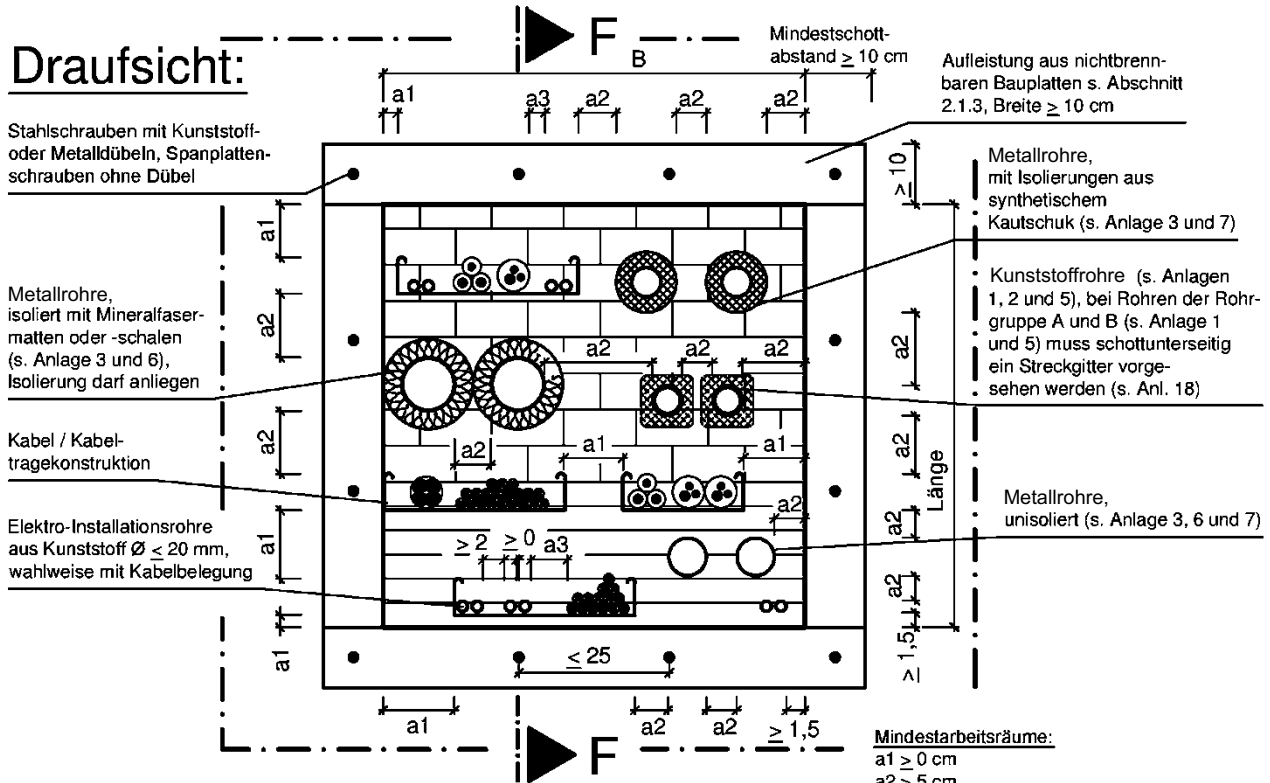 Draufsicht:
F
B
Mindestschott-
abstand ≥ 10 cm
Aufleistung aus nichtbrenn-
baren Bauplatten s. Abschnitt
2.1.3, Breite ≥ 10 cm
a1
a3
a2
a2
a2
Stahlschrauben mit Kunststoff-
oder Metalldübeln, Spanplatten-
schrauben ohne Dübel
≥ 10
Metallrohre,
mit Isolierungen aus
synthetischem
Kautschuk (s. Anlage 3 und 7)
a1
Metallrohre,
isoliert mit Mineralfaser-
matten oder -schalen
(s. Anlage 3 und 6),
Isolierung darf anliegen
a2
Kunststoffrohre (s. Anlagen
1, 2 und 5), bei Rohren der Rohr-
gruppe A und B (s. Anlage 1
und 5) muss schottunterseitig
ein Streckgitter vorge-
sehen werden (s. Anl. 18)
a2
a2
a2
a2
Kabel / Kabel-
tragekonstruktion
a2
a2
a1
a1
a2
Länge
Metallrohre,
unisoliert (s. Anlage 3, 6 und 7)
a2
a2
Elektro-Installationsrohre
aus Kunststoff Ø ≤ 20 mm,
wahlweise mit Kabelbelegung
a1
≥ 2
≥ 0
a3
a2
a1
≥ 1,5
≤ 25
a1
a2
a2
≥ 1,5
F
Mindestarbeitsräume:
a1 ≥ 0 cm
a2 ≥ 5 cm